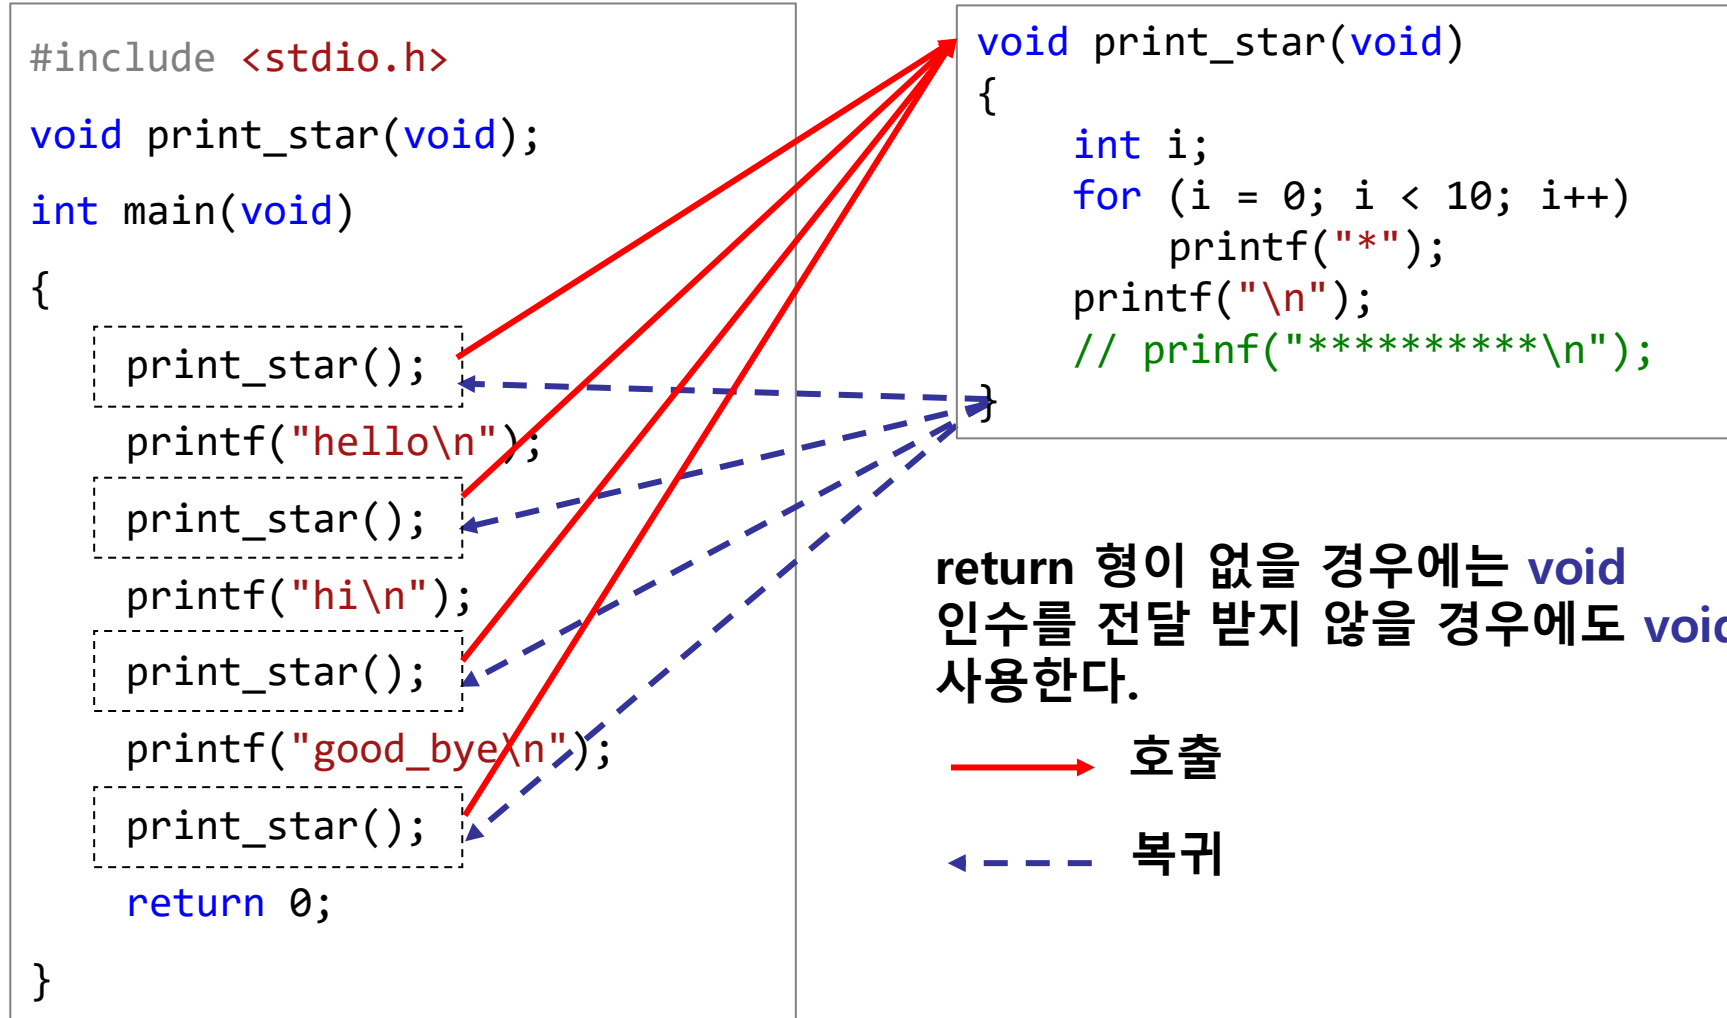 #include <stdio.h>
void print_star(void);
int main(void)
{
print_star();
printf("hello\n");
print_star();
printf("hi\n");
print_star();
printf("good_bye\n");
print_star();
return 0;
}
void print_star(void)
{
int i;
for (i = 0; i < 10; i++)
printf("*");
printf("\n");
// prinf("**********\n");
}
return 형이 없을 경우에는 void
인수를 전달 받지 않을 경우에도 void
사용한다.
호출
복귀